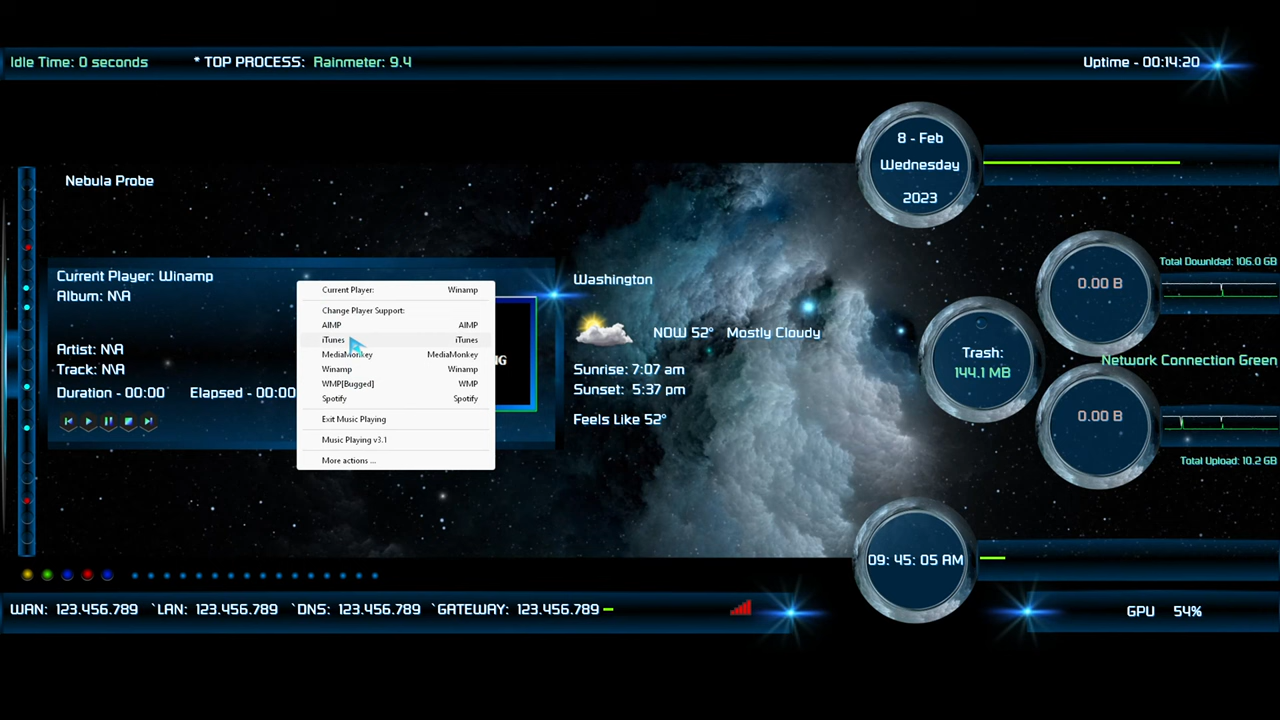 Idle Time: 0 seconds
* TOP PROCESS: Rainmeter: 9.4
Uptime - 00:14:20
8 - Feb
Wednesday
2023
Nebula Probe
Current Player: Winamp
Album: N\A
Artist: N\A
Track: N\A
Duration - 00:00 Elapsed - 00:00
Current Player: Winamp
Change Player Support:
AIMP AIMP
iTunes iTunes
MediaMonkey MediaMonkey
Winamp Winamp
WMP[Bugged] WMP
Spotify Spotify
Exit Music Playing
Music Playing v3.1
More actions ...
Washington
NOW 52° Mostly Cloudy
Sunrise: 7:07 am
Sunset: 5:37 pm
Feels Like 52°
Total Download: 106.0 GB
0.00 B
Trash:
144.1 MB
Network Connection Green
0.00 B
Total Upload: 10.2 GB
09: 45: 05 AM
WAN: 123.456.789 `LAN: 123.456.789 `DNS: 123.456.789 `GATEWAY: 123.456.789
GPU 54%